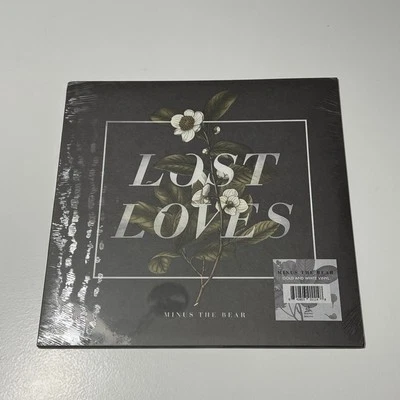 LOST
LOVES
MINUS THE BEAR
MINUS THE BEAR